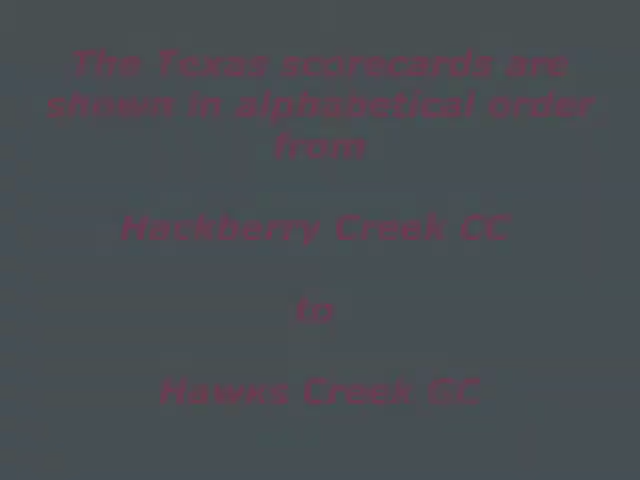 The Texas scorecards are
shown in alphabetical order
from
Hackberry Creek CC
to
Hawks Creek GC